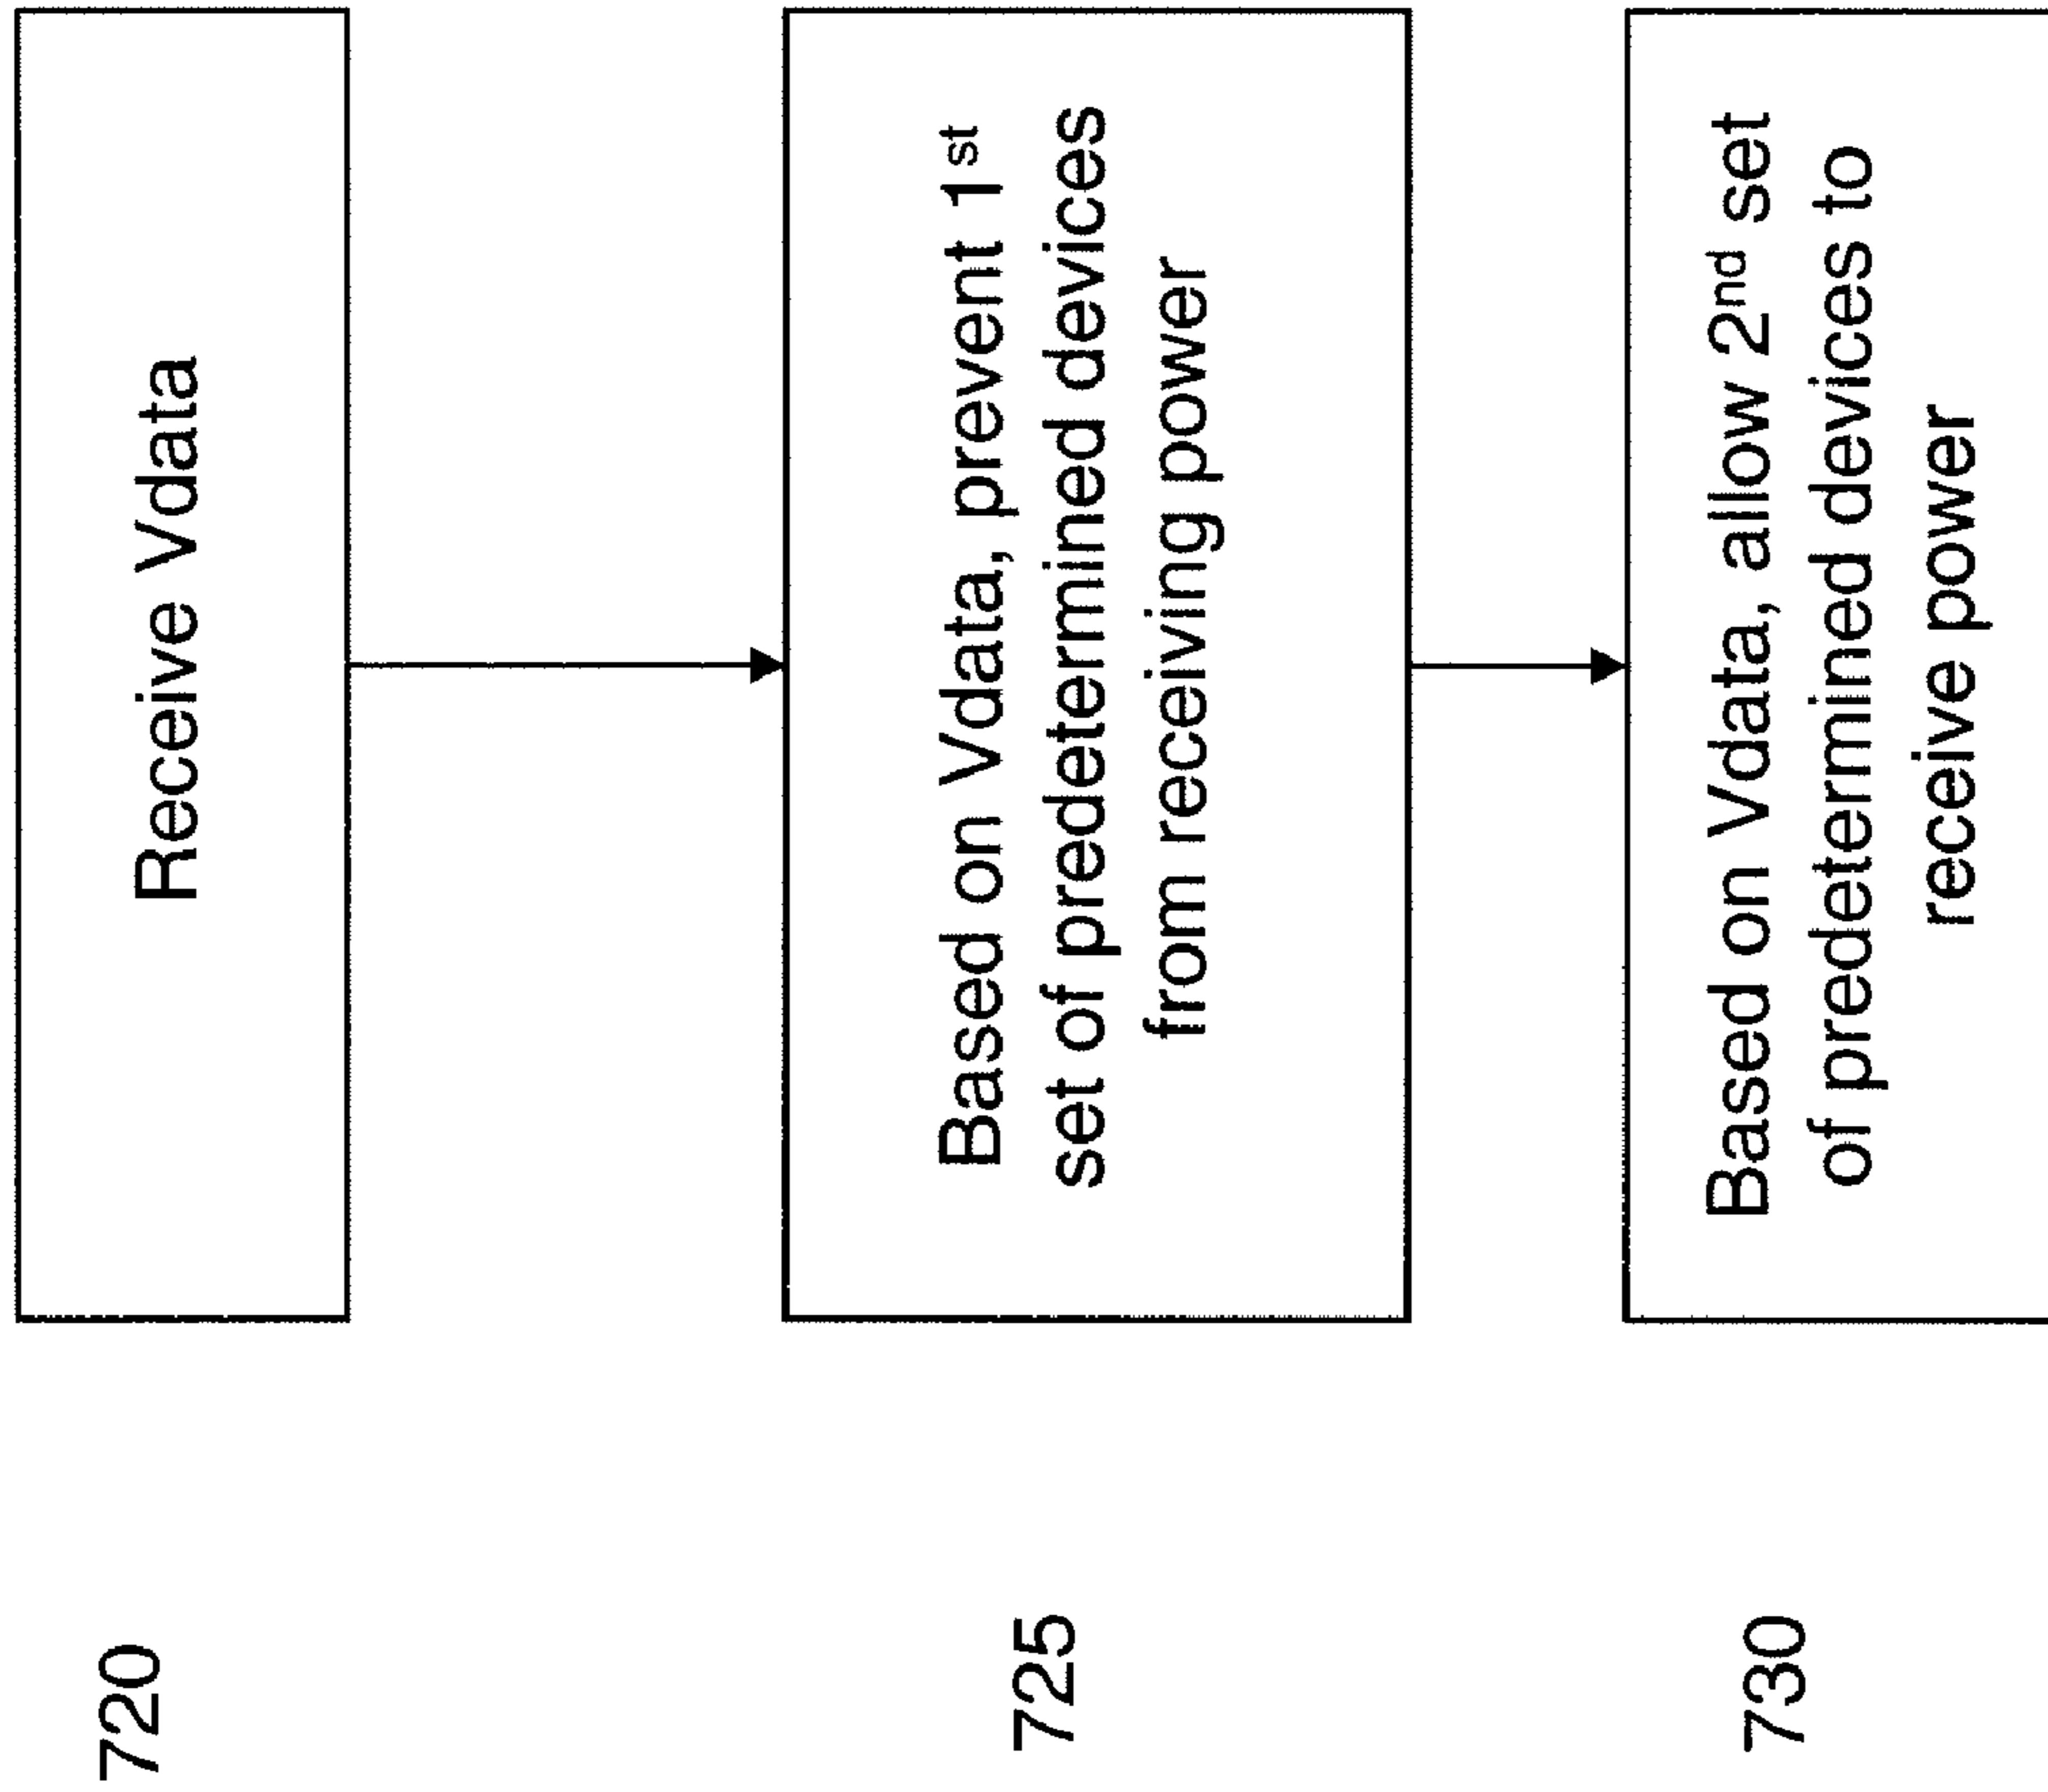 720
Receive Vdata
725
Based on Vdata, prevent 1st
set of predetermined devices
from receiving power
730
Based on Vdata, allow 2nd set
of predetermined devices to
receive power